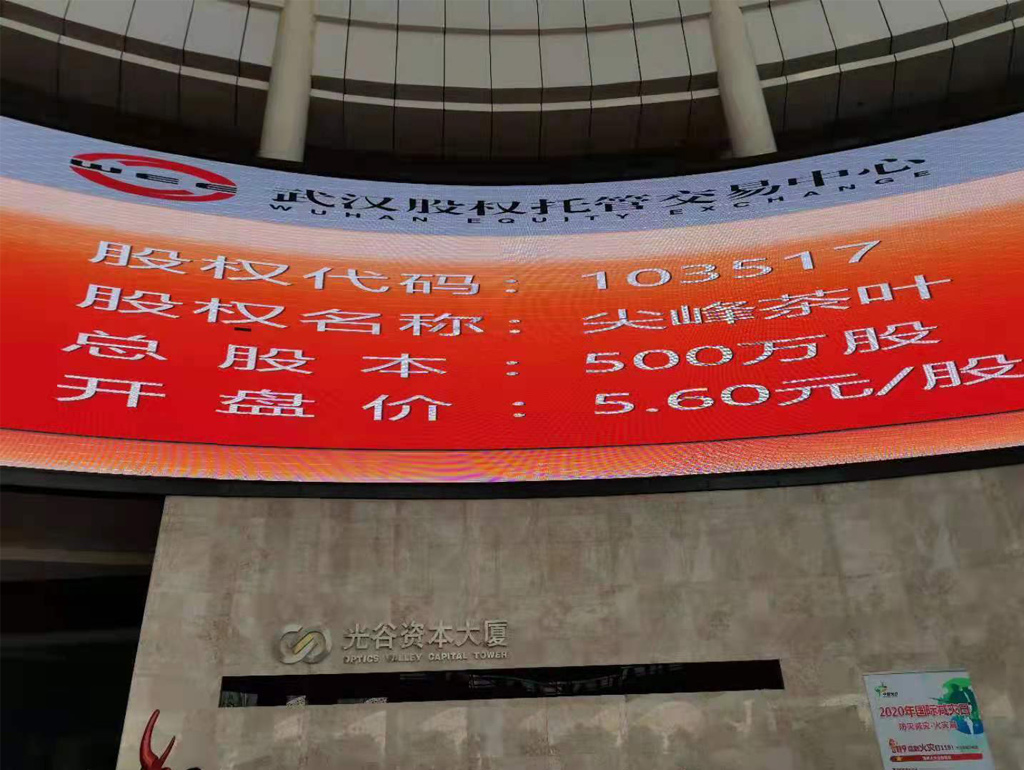 WCE
武汉股权托管交易中心
WUHAN EQUITY EXCHANGE
股权代码：103517
股权名称：尖峰茶叶
总股本：500万股
开盘价：5.60元/股
光谷资本大厦
OPTICS VALLEY CAPITAL TOWER
2020年国际减灾日